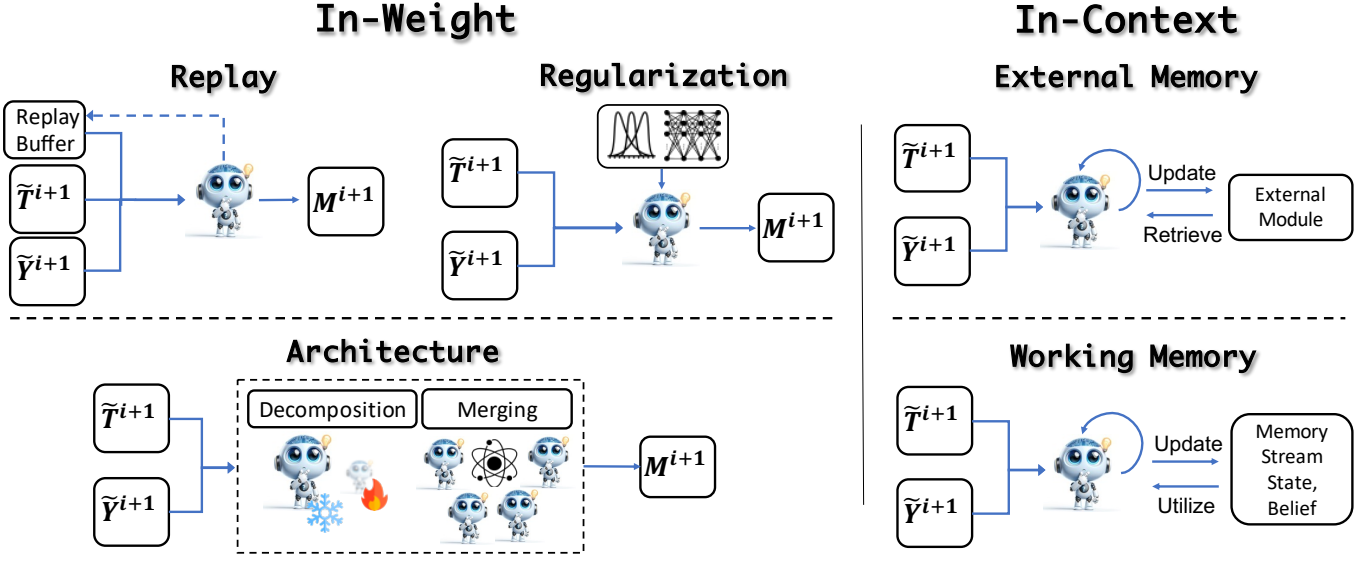 In-Weight
Replay
Replay
Buffer
T̃ⁱ⁺¹
Ỹⁱ⁺¹
Mⁱ⁺¹
Regularization
T̃ⁱ⁺¹
Ỹⁱ⁺¹
Mⁱ⁺¹
Architecture
T̃ⁱ⁺¹
Ỹⁱ⁺¹
Decomposition
Merging
Mⁱ⁺¹
In-Context
External Memory
T̃ⁱ⁺¹
Ỹⁱ⁺¹
Update
Retrieve
External
Module
Working Memory
T̃ⁱ⁺¹
Ỹⁱ⁺¹
Update
Utilize
Memory
Stream
State,
Belief